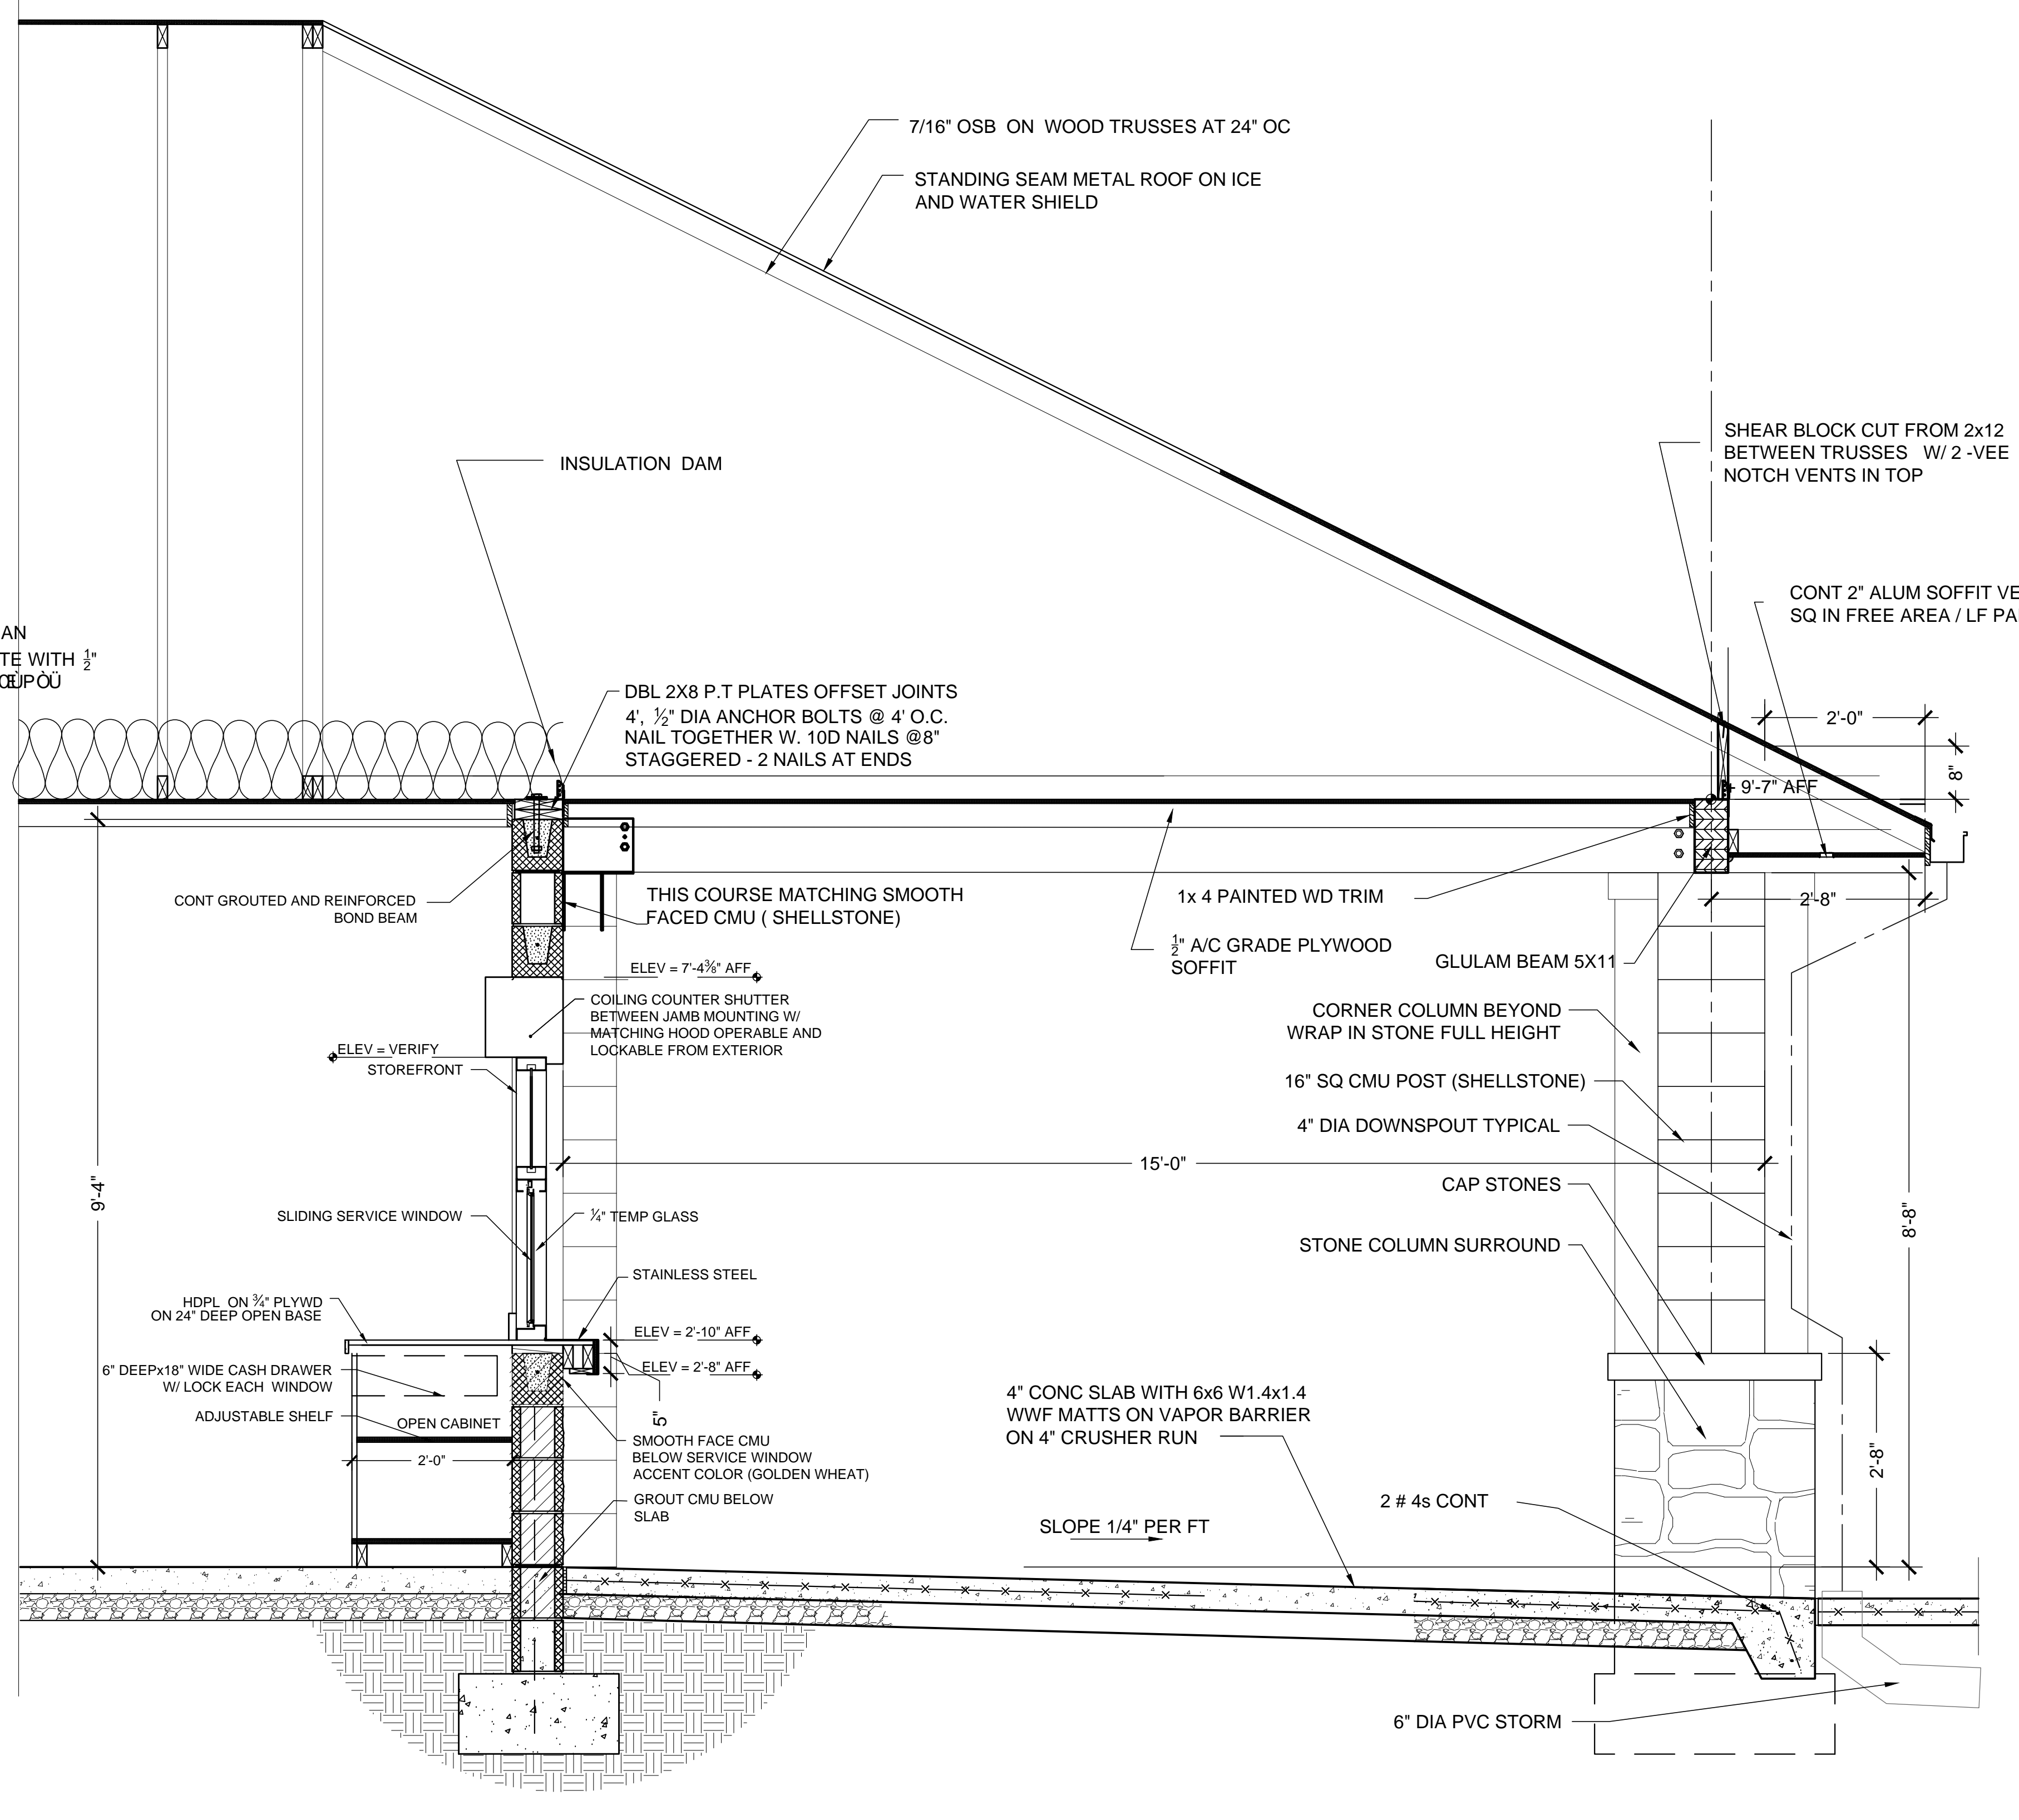 7/16" OSB ON WOOD TRUSSES AT 24" OC
STANDING SEAM METAL ROOF ON ICE
AND WATER SHIELD
SHEAR BLOCK CUT FROM 2x12
BETWEEN TRUSSES W/ 2 -VEE
NOTCH VENTS IN TOP
INSULATION DAM
CONT 2" ALUM SOFFIT VE
SQ IN FREE AREA / LF PA
AN
TE WITH ½"
DBL 2X8 P.T PLATES OFFSET JOINTS
4', ½" DIA ANCHOR BOLTS @ 4' O.C.
NAIL TOGETHER W. 10D NAILS @8"
STAGGERED - 2 NAILS AT ENDS
2'-0"
8"
9'-7" AFF
CONT GROUTED AND REINFORCED
BOND BEAM
THIS COURSE MATCHING SMOOTH
FACED CMU ( SHELLSTONE)
1x 4 PAINTED WD TRIM
2'-8"
½" A/C GRADE PLYWOOD
SOFFIT
GLULAM BEAM 5X11
ELEV = 7'-4⅜" AFF
COILING COUNTER SHUTTER
BETWEEN JAMB MOUNTING W/
MATCHING HOOD OPERABLE AND
LOCKABLE FROM EXTERIOR
CORNER COLUMN BEYOND
WRAP IN STONE FULL HEIGHT
ELEV = VERIFY
STOREFRONT
16" SQ CMU POST (SHELLSTONE)
4" DIA DOWNSPOUT TYPICAL
15'-0"
9'-4"
CAP STONES
8'-8"
SLIDING SERVICE WINDOW
¼" TEMP GLASS
STONE COLUMN SURROUND
STAINLESS STEEL
HDPL ON ¾" PLYWD
ON 24" DEEP OPEN BASE
ELEV = 2'-10" AFF
6" DEEPx18" WIDE CASH DRAWER
W/ LOCK EACH WINDOW
ELEV = 2'-8" AFF
ADJUSTABLE SHELF
OPEN CABINET
5"
4" CONC SLAB WITH 6x6 W1.4x1.4
WWF MATTS ON VAPOR BARRIER
ON 4" CRUSHER RUN
2'-0"
SMOOTH FACE CMU
BELOW SERVICE WINDOW
ACCENT COLOR (GOLDEN WHEAT)
2'-8"
GROUT CMU BELOW
SLAB
2 # 4s CONT
SLOPE 1/4" PER FT
6" DIA PVC STORM